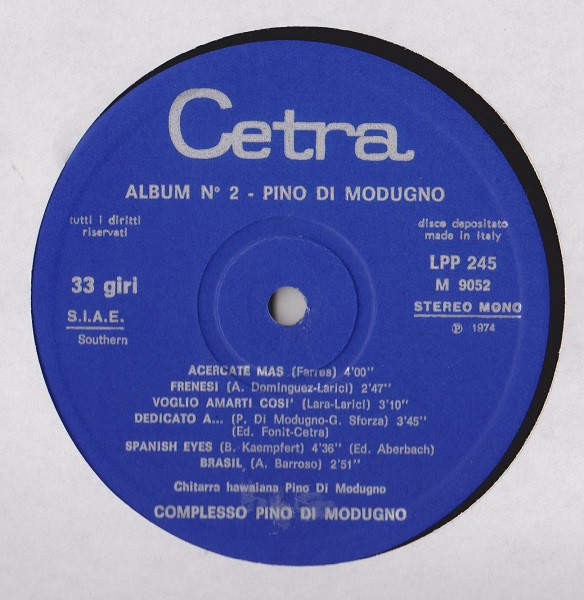 Cetra
ALBUM N° 2 - PINO DI MODUGNO
tutti i diritti
riservati
disco depositato
made in Italy
33 giri
LPP 245
M 9052
S.I.A.E.
STEREO MONO
Southern
Ⓟ 1974
ACERCATE MAS (Farres) 4'00"
FRENESI (A. Dominguez-Larici) 2'47"
VOGLIO AMARTI COSI' (Lara-Larici) 3'10"
DEDICATO A... (P. Di Modugno-G. Sforza) 3'45"
(Ed. Fonit-Cetra)
SPANISH EYES (B. Kaempfert) 4'36" (Ed. Aberbach)
BRASIL (A. Barroso) 2'51"
Chitarra hawaiana Pino Di Modugno
COMPLESSO PINO DI MODUGNO